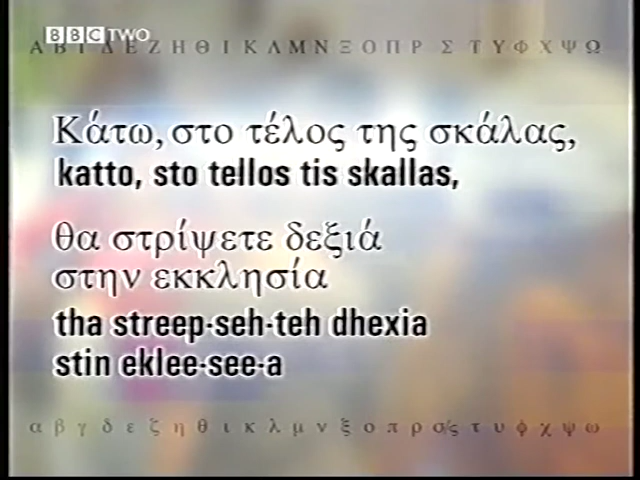 BBC TWO
Α Β Γ Δ Ε Ζ Η Θ Ι Κ Λ Μ Ν Ξ Ο Π Ρ Σ Τ Υ Φ Χ Ψ Ω
Κάτω, στο τέλος της σκάλας,
katto, sto tellos tis skallas,
θα στρίψετε δεξιά
στην εκκλησία
tha streep-seh-teh dhexia
stin eklee-see-a
α β γ δ ε ζ η θ ι κ λ μ ν ξ ο π ρ σ/ς τ υ φ χ ψ ω